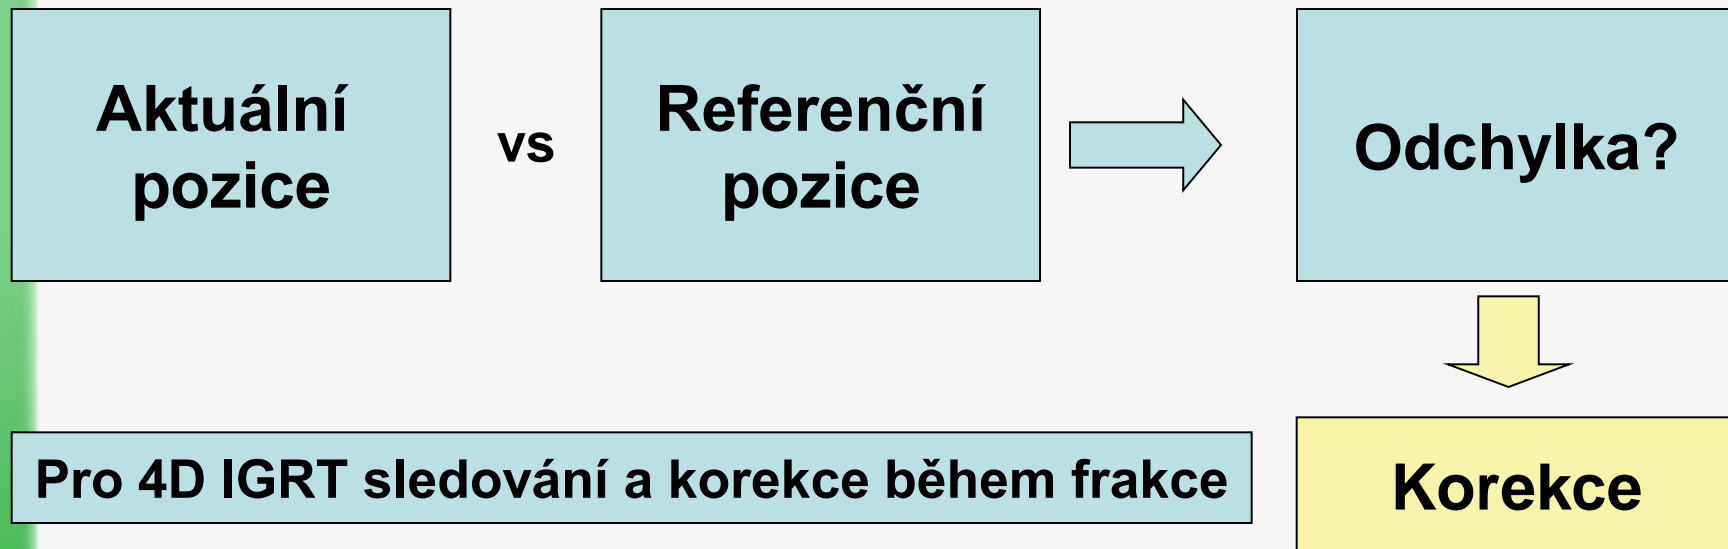 Aktuální
pozice
vs
Referenční
pozice
Odchylka?
Pro 4D IGRT sledování a korekce během frakce
Korekce